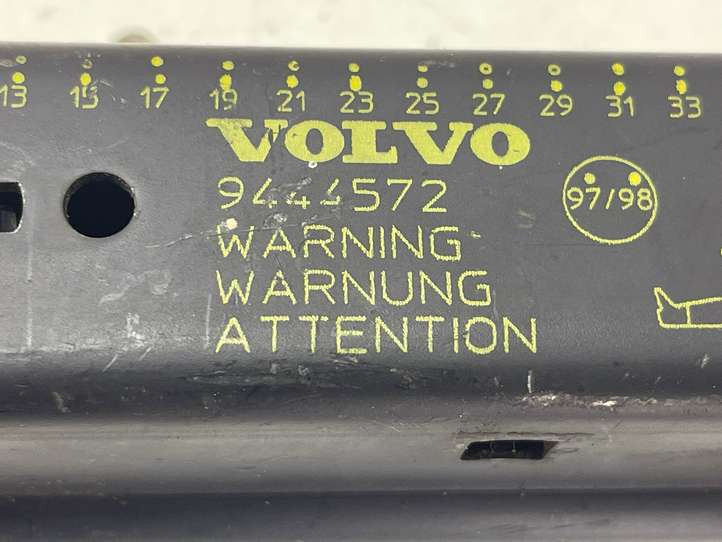 13 15 17 19 21 23 25 27 29 31 33
VOLVO
9444572
97/98
WARNING
WARNUNG
ATTENTION